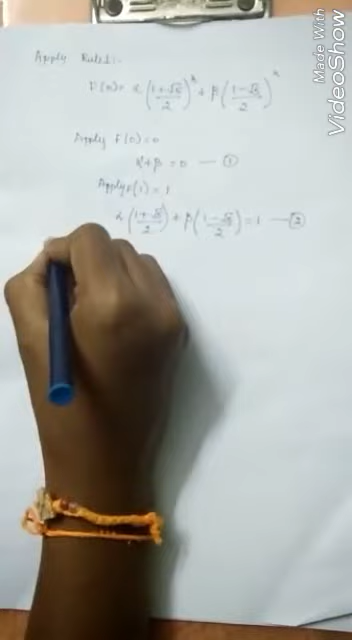 Apply Rule1:-
F(n)= α (1+√5/2)^n + β (1-√5/2)^n
Apply F(0)=0
α+β = 0 — ①
Apply F(1) = 1
α (1+√5/2) + β (1-√5/2) = 1 — ②
Made With
VivaVideo